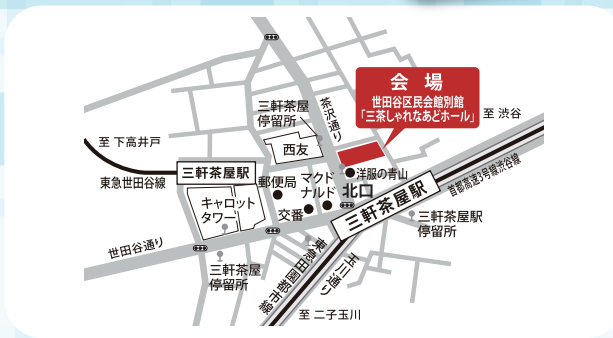 会 場
世田谷区民会館別館
「三茶しゃれなあどホール」
茶沢通り
三軒茶屋
停留所
至 渋谷
西友
至 下高井戸
東急世田谷線
三軒茶屋駅
洋服の青山
首都高速3号線渋谷線
郵便局
マクド
ナルド
北口
キャロット
タワー
交番
三軒茶屋駅
三軒茶屋駅
停留所
世田谷通り
三軒茶屋
停留所
東急田園都市線
玉川通り
至 二子玉川